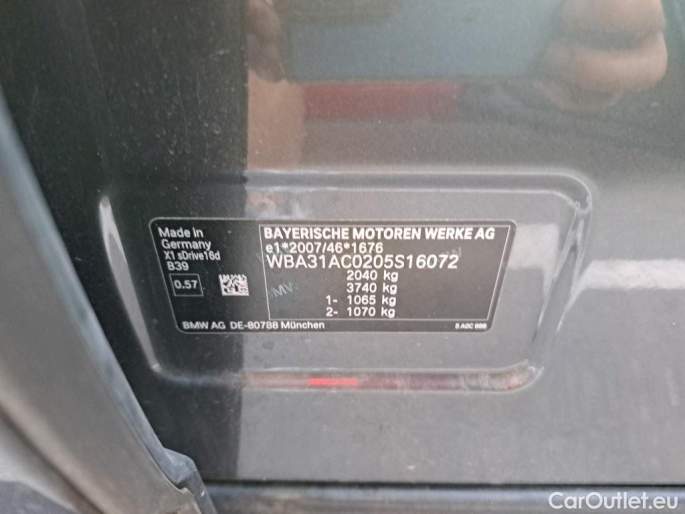 Made in
Germany
X1 sDrive16d
B39
0.57
BAYERISCHE MOTOREN WERKE AG
e1*2007/46*1676
WBA31AC0205S16072
2040 kg
3740 kg
1- 1065 kg
2- 1070 kg
BMW AG DE-80788 München
CarOutlet.eu